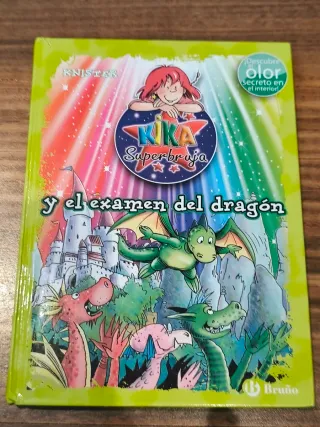 KNISTER
¡Descubre el
olor
secreto en
el interior!
KIKA
Superbruja
y el examen del dragón
Bruño